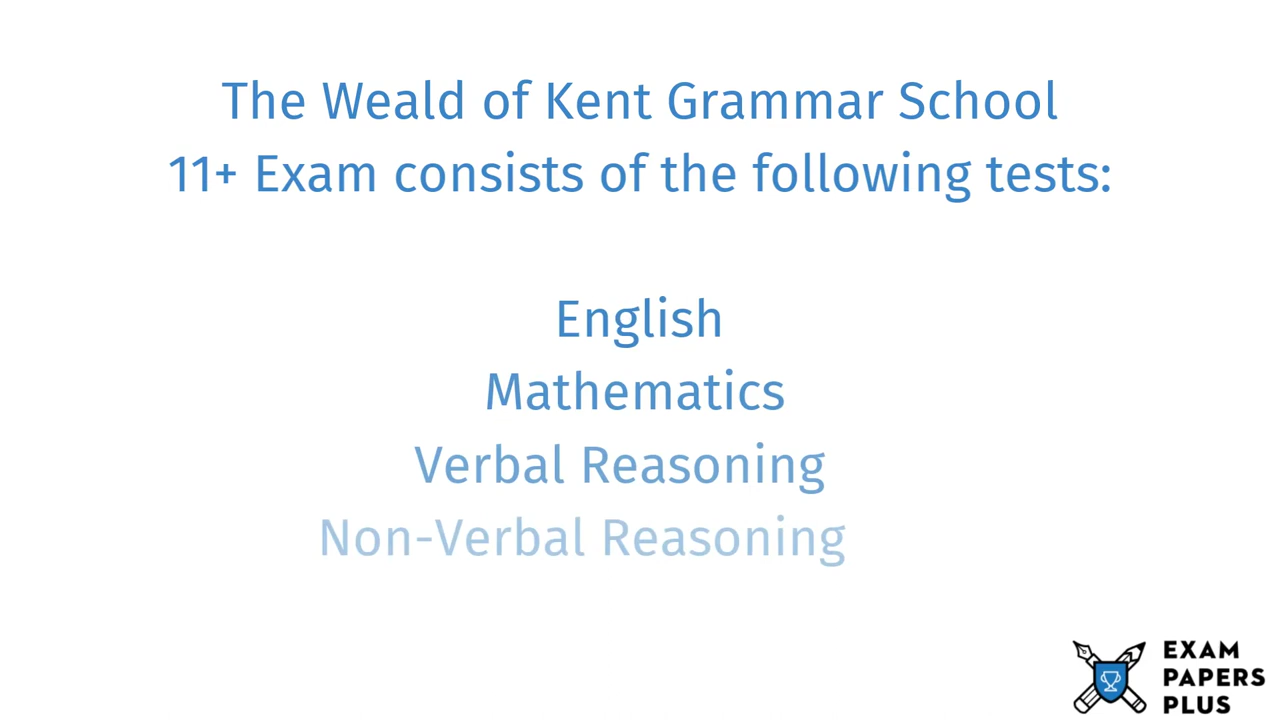 The Weald of Kent Grammar School
11+ Exam consists of the following tests:
English
Mathematics
Verbal Reasoning
Non-Verbal Reasoning
EXAM
PAPERS
PLUS